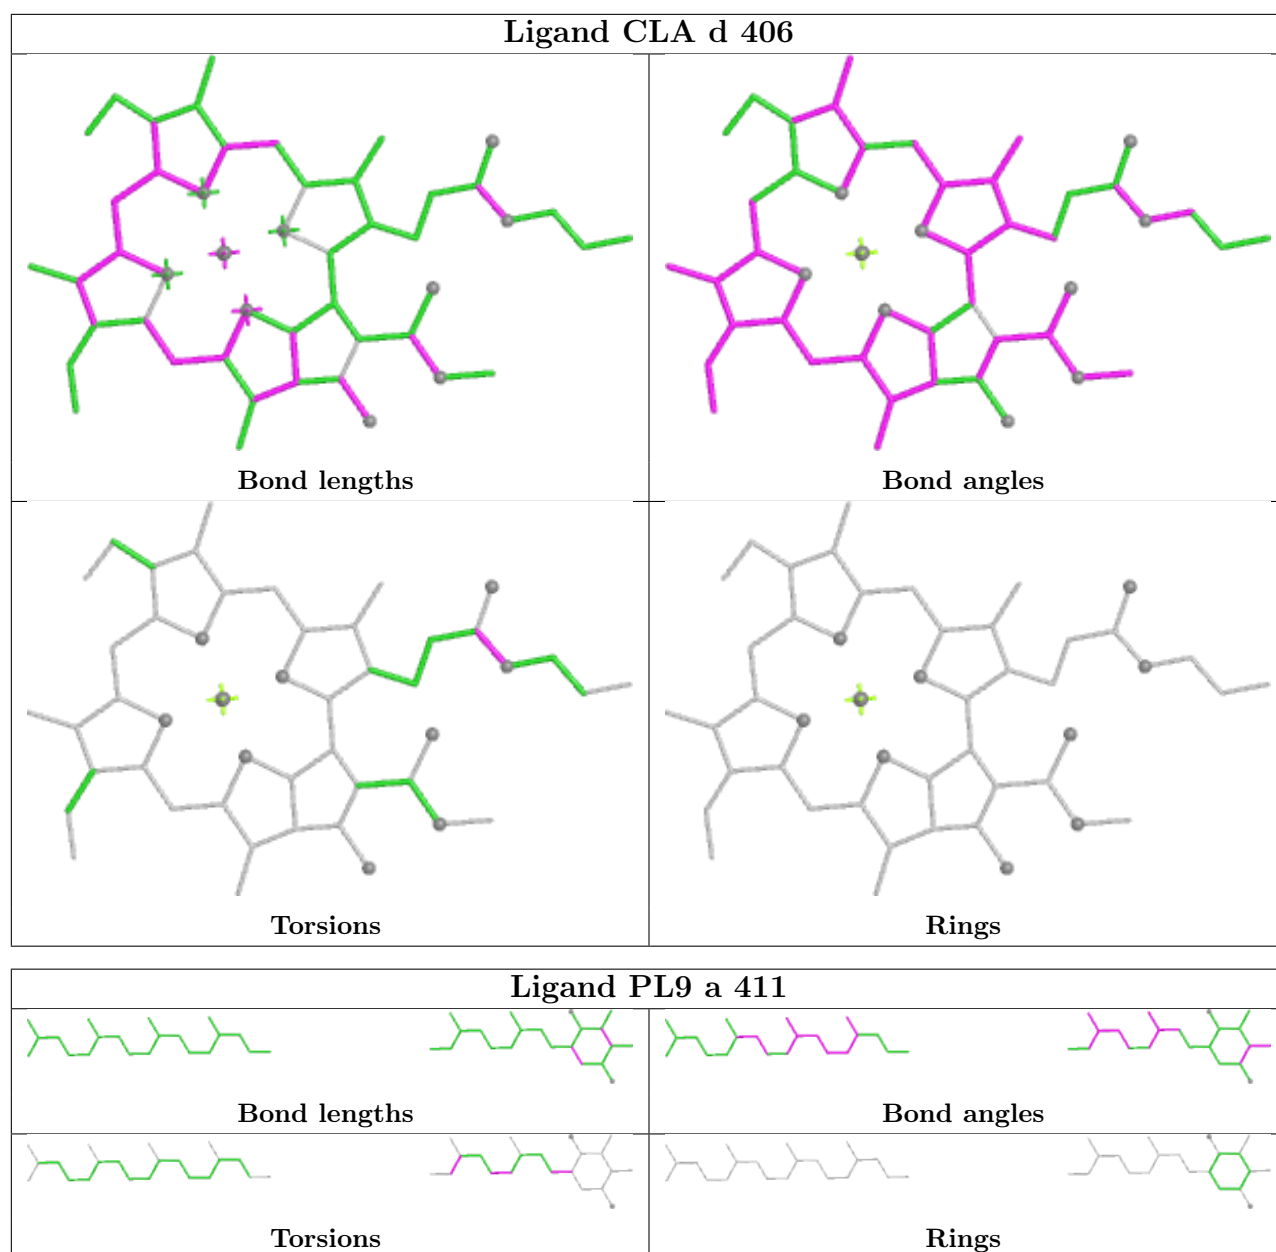 Ligand CLA d 406
Bond lengths
Bond angles
Torsions
Rings
Ligand PL9 a 411
Bond lengths
Bond angles
Torsions
Rings